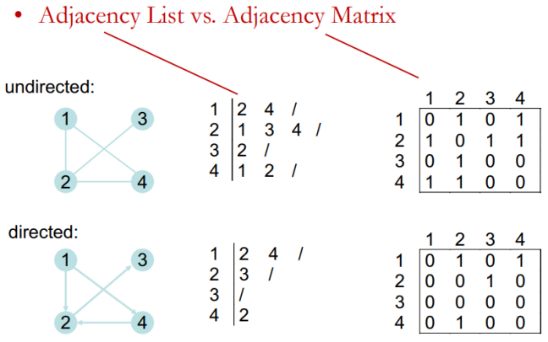 • Adjacency List vs. Adjacency Matrix
undirected:
1 3
2 4
1 2 4 /
2 1 3 4 /
3 2 /
4 1 2 /
1 2 3 4
1 0 1 0 1
2 1 0 1 1
3 0 1 0 0
4 1 1 0 0
directed:
1 3
2 4
1 2 4 /
2 3 /
3 /
4 2
1 2 3 4
1 0 1 0 1
2 0 0 1 0
3 0 0 0 0
4 0 1 0 0